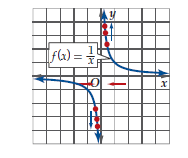 y
f(x) = 1/x
O
x